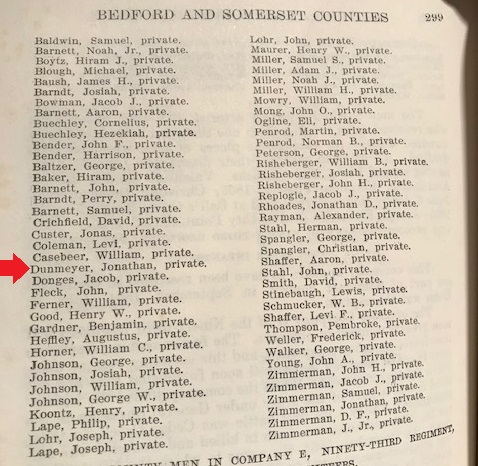 BEDFORD AND SOMERSET COUNTIES 299
Baldwin, Samuel, private.
Barnett, Noah, Jr., private.
Boytz, Hiram J., private.
Blough, Michael, private.
Baush, James H., private.
Barndt, Josiah, private.
Bowman, Jacob J., private.
Barnett, Aaron, private.
Buechley, Cornelius, private.
Buechley, Hezekiah, private.
Bender, John F., private.
Bender, Harrison, private.
Baltzer, George, private.
Baker, Hiram, private.
Barnett, John, private.
Barndt, Perry, private.
Barnett, Samuel, private.
Crichfield, David, private.
Custer, Jonas, private.
Coleman, Levi, private.
Casebeer, William, private.
Dunmeyer, Jonathan, private.
Donges, Jacob, private.
Fleck, John, private.
Ferner, William, private.
Good, Henry W., private.
Gardner, Benjamin, private.
Heffley, Augustus, private.
Horner, William C., private.
Johnson, George, private.
Johnson, Josiah, private.
Johnson, William, private.
Johnson, George W., private.
Koontz, Henry, private.
Lape, Philip, private.
Lohr, Joseph, private.
Lape, Joseph, private.
Lohr, John, private.
Maurer, Henry W., private.
Miller, Samuel S., private.
Miller, Adam J., private.
Miller, Noah J., private.
Miller, William H., private.
Mowry, William, private.
Mong, John O., private.
Ogline, Eli, private.
Penrod, Martin, private.
Penrod, Norman B., private.
Peterson, George, private.
Risheberger, William B., private.
Risheberger, Josiah, private.
Risheberger, John H., private.
Replogle, Jacob J., private.
Rhoades, Jonathan D., private.
Rayman, Alexander, private.
Stahl, Herman, private.
Spangler, George, private.
Spangler, Christian, private.
Shaffer, Aaron, private.
Stahl, John, private.
Smith, David, private.
Stinebaugh, Lewis, private.
Schmucker, W. B., private.
Shaffer, Levi F., private.
Thompson, Pembroke, private.
Weller, Frederick, private.
Walker, George, private.
Young, John A., private.
Zimmerman, John H., private.
Zimmerman, Jacob J., private.
Zimmerman, Samuel, private.
Zimmerman, Jonathan, private.
Zimmerman, D. F., private.
Zimmerman, J., Jr., private.
MEN IN COMPANY E, NINETY-THIRD REGIMENT,